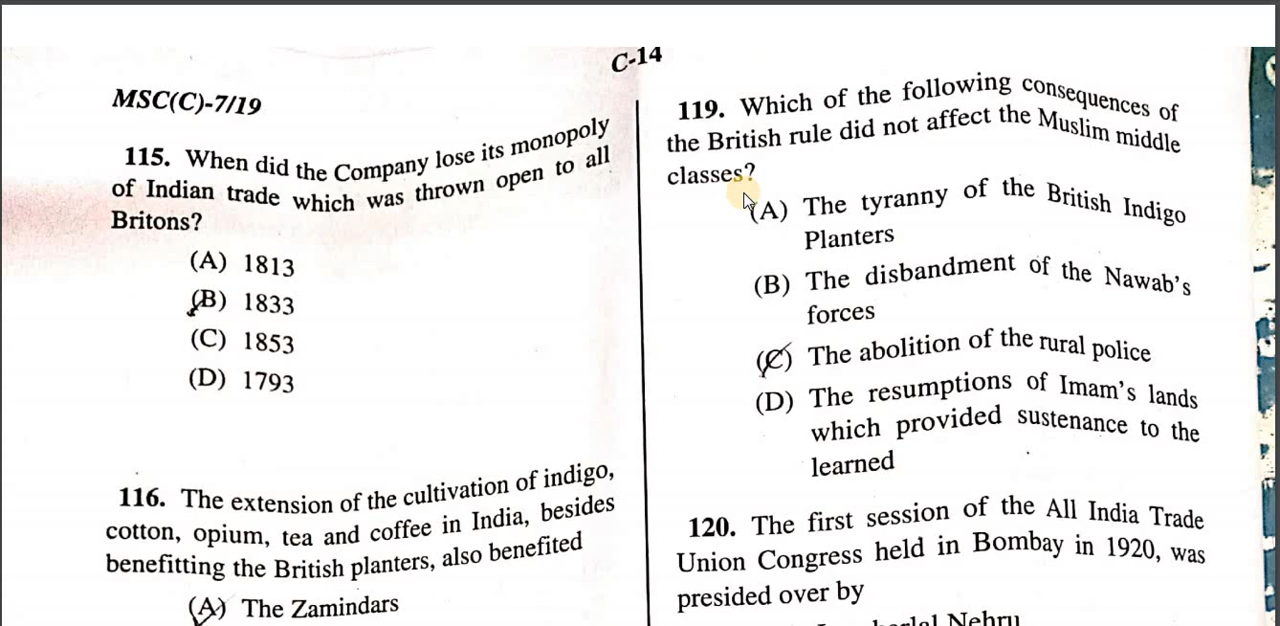 C-14
MSC(C)-7/19
115. When did the Company lose its monopoly
of Indian trade which was thrown open to all
Britons?
(A) 1813
(B) 1833
(C) 1853
(D) 1793
116. The extension of the cultivation of indigo,
cotton, opium, tea and coffee in India, besides
benefitting the British planters, also benefited
(A) The Zamindars
119. Which of the following consequences of
the British rule did not affect the Muslim middle
classes?
(A) The tyranny of the British Indigo
Planters
(B) The disbandment of the Nawab's
forces
(C) The abolition of the rural police
(D) The resumptions of Imam's lands
which provided sustenance to the
learned
120. The first session of the All India Trade
Union Congress held in Bombay in 1920, was
presided over by
Nehru